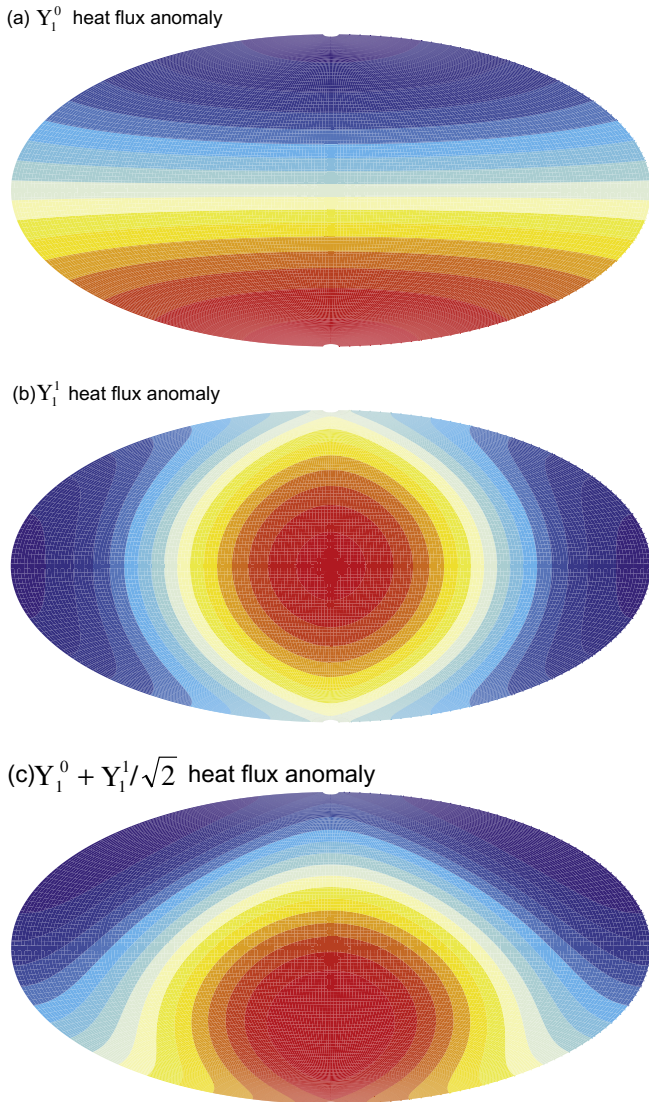 (a) Y₁⁰ heat flux anomaly
(b)Y₁¹ heat flux anomaly
(c)Y₁⁰ + Y₁¹/√2 heat flux anomaly